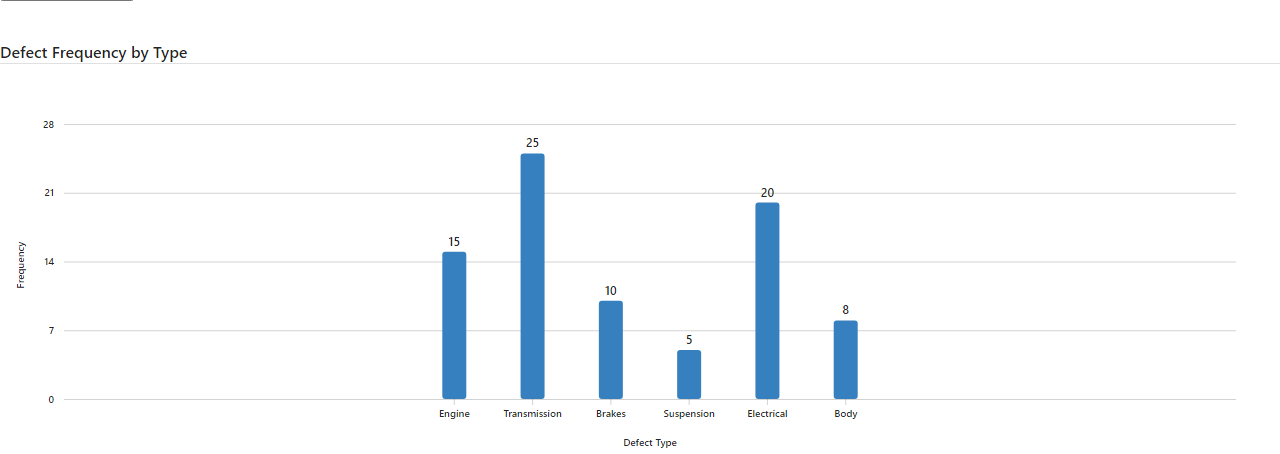 Defect Frequency by Type
28
25
21
20
15
Frequency
14
10
8
7
5
0
Engine Transmission Brakes Suspension Electrical Body
Defect Type